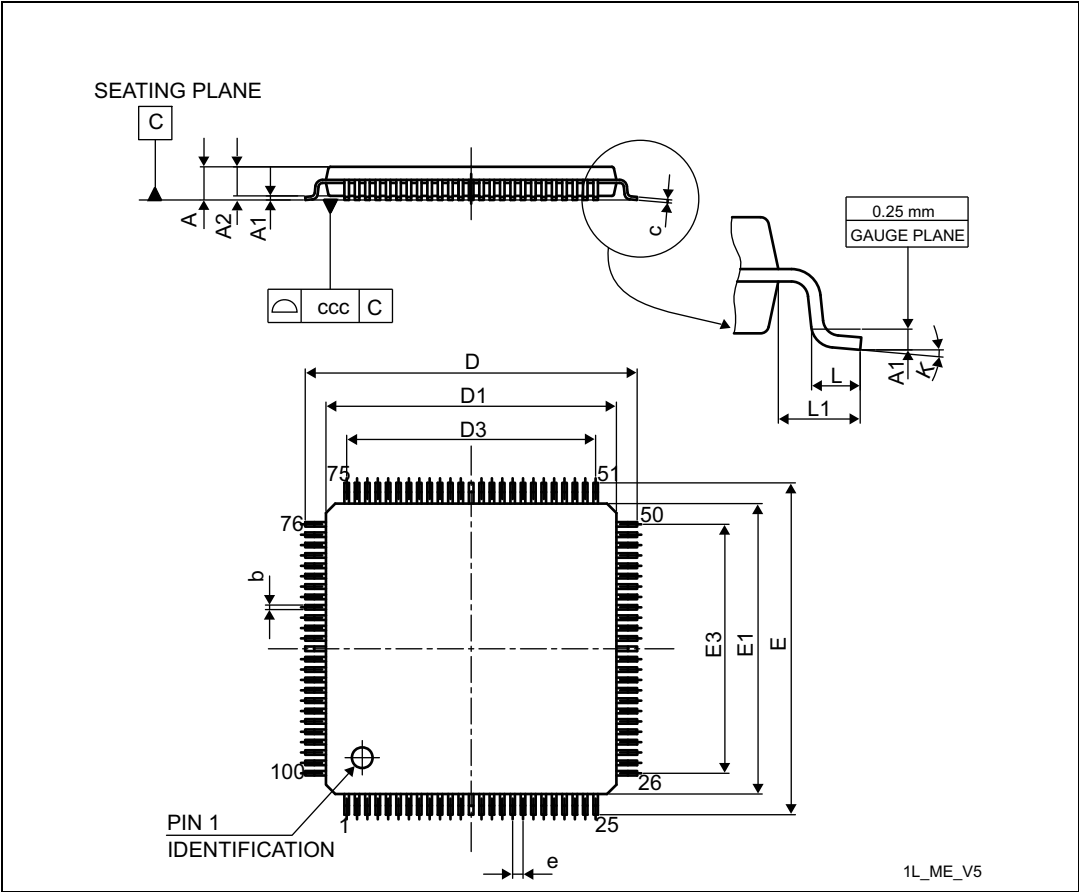 SEATING PLANE
C
A
A2
A1
c
0.25 mm
GAUGE PLANE
ccc C
A1
K
L
L1
D
D1
D3
75
51
76
50
b
E3
E1
E
100
26
PIN 1
IDENTIFICATION
1
25
e
1L_ME_V5